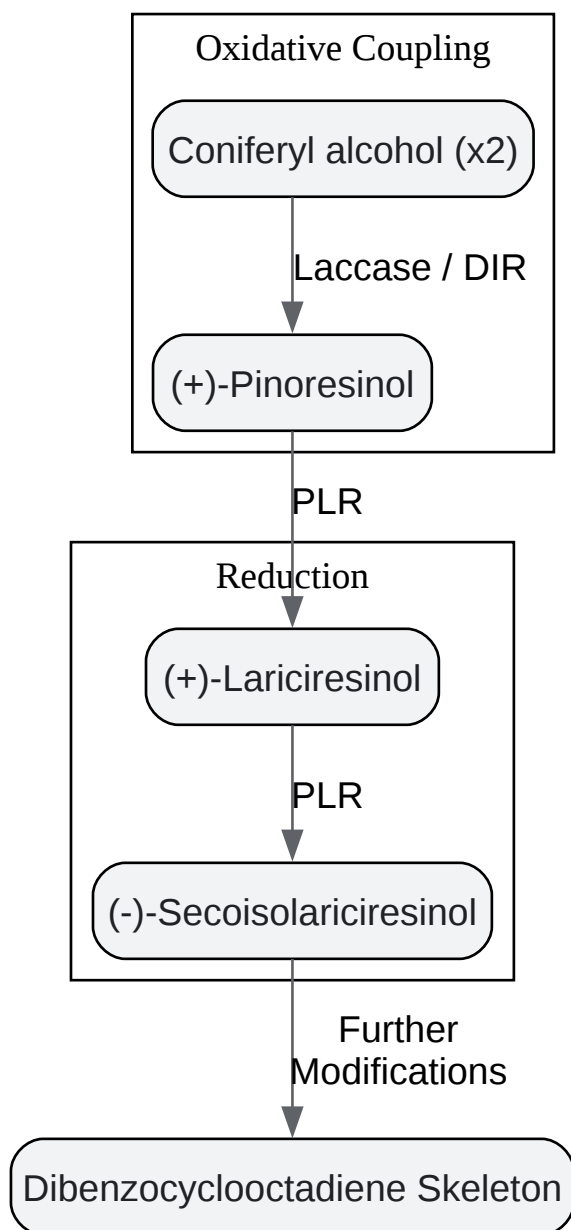 Oxidative Coupling
Coniferyl alcohol (x2)
Laccase / DIR
(+)-Pinoresinol
PLR
Reduction
(+)-Lariciresinol
PLR
(-)-Secoisolariciresinol
Further
Modifications
Dibenzocyclooctadiene Skeleton